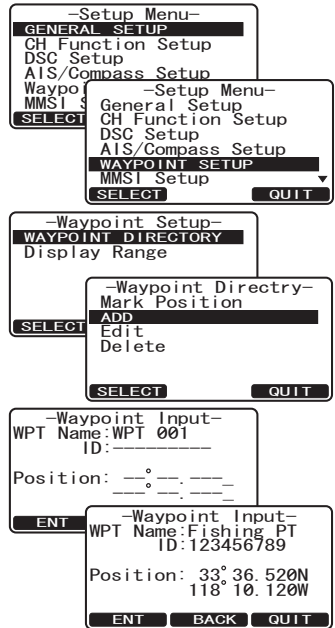 –Setup Menu–
GENERAL SETUP
CH Function Setup
DSC Setup
AIS/Compass Setup
Waypoi
MMSI S
SELECT
–Setup Menu–
General Setup
CH Function Setup
DSC Setup
AIS/Compass Setup
WAYPOINT SETUP
MMSI Setup ▼
SELECT QUIT
–Waypoint Setup–
WAYPOINT DIRECTORY
Display Range
SELECT
–Waypoint Directry–
Mark Position
ADD
Edit
Delete
SELECT QUIT
–Waypoint Input–
WPT Name:WPT 001
ID:---------
Position: --°--.---_
---°--.---_
ENT
–Waypoint Input–
WPT Name:Fishing PT
ID:123456789
Position: 33°36.520N
118°10.120W
ENT BACK QUIT